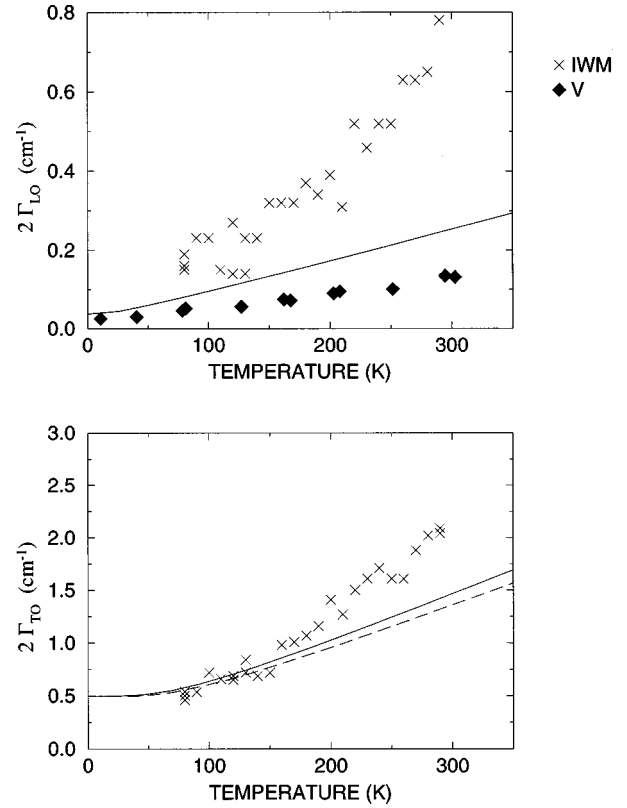 0.8
0.6
0.4
0.2
0.0
2 Γ_LO (cm⁻¹)
0 100 200 300
TEMPERATURE (K)
× IWM
◆ V
3.0
2.5
2.0
1.5
1.0
0.5
0.0
2 Γ_TO (cm⁻¹)
0 100 200 300
TEMPERATURE (K)